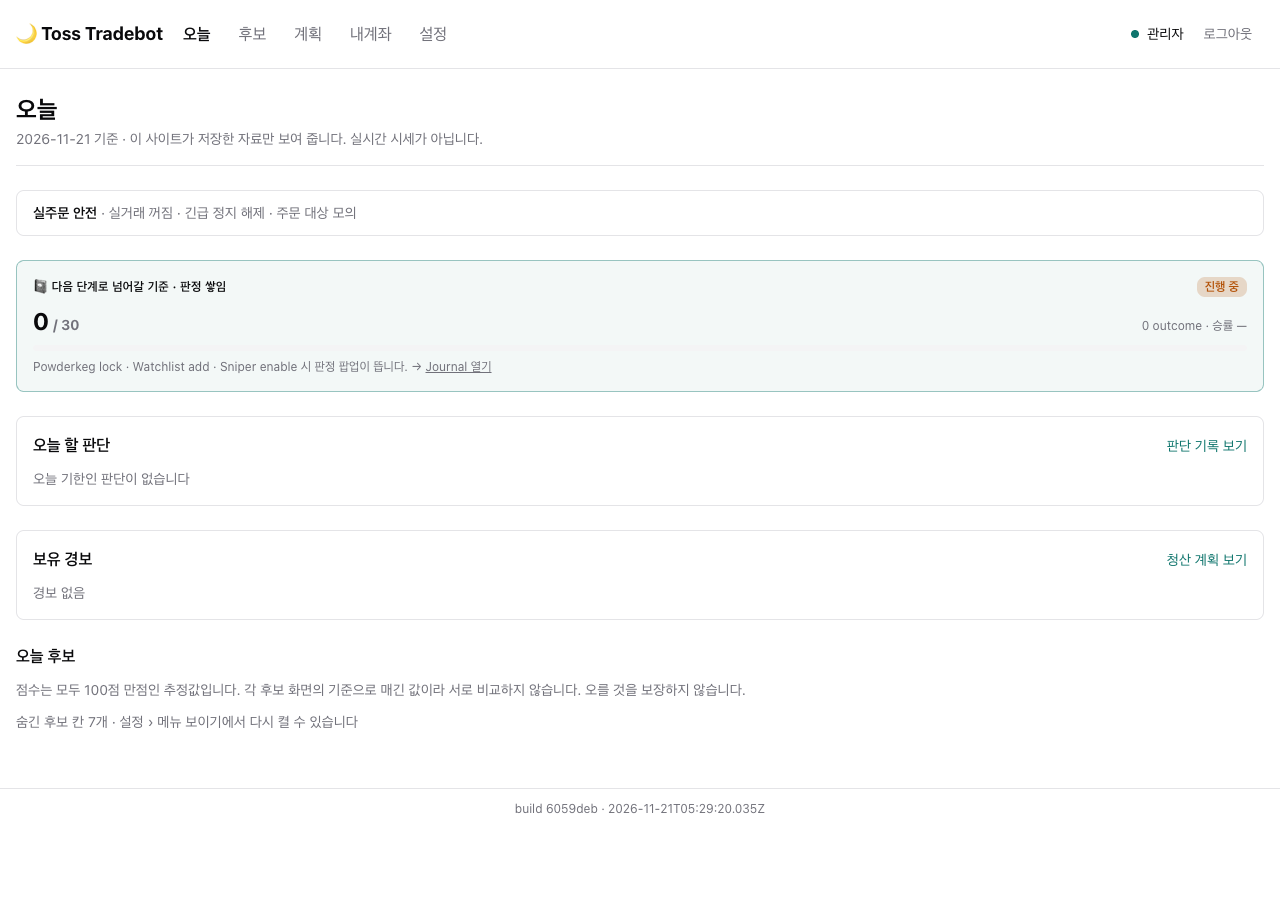 🌙 Toss Tradebot 오늘 후보 계획 내계좌 설정 관리자 로그아웃
오늘
2026-11-21 기준 · 이 사이트가 저장한 자료만 보여 줍니다. 실시간 시세가 아닙니다.
실주문 안전 · 실거래 꺼짐 · 긴급 정지 해제 · 주문 대상 모의
📓 다음 단계로 넘어갈 기준 · 판정 쌓임 진행 중
0 / 30 0 outcome · 승률 —
Powderkeg lock · Watchlist add · Sniper enable 시 판정 팝업이 뜹니다. → Journal 열기
오늘 할 판단 판단 기록 보기
오늘 기한인 판단이 없습니다
보유 경보 청산 계획 보기
경보 없음
오늘 후보
점수는 모두 100점 만점인 추정값입니다. 각 후보 화면의 기준으로 매긴 값이라 서로 비교하지 않습니다. 오를 것을 보장하지 않습니다.
숨긴 후보 칸 7개 · 설정 › 메뉴 보이기에서 다시 켤 수 있습니다
build 6059deb · 2026-11-21T05:29:20.035Z